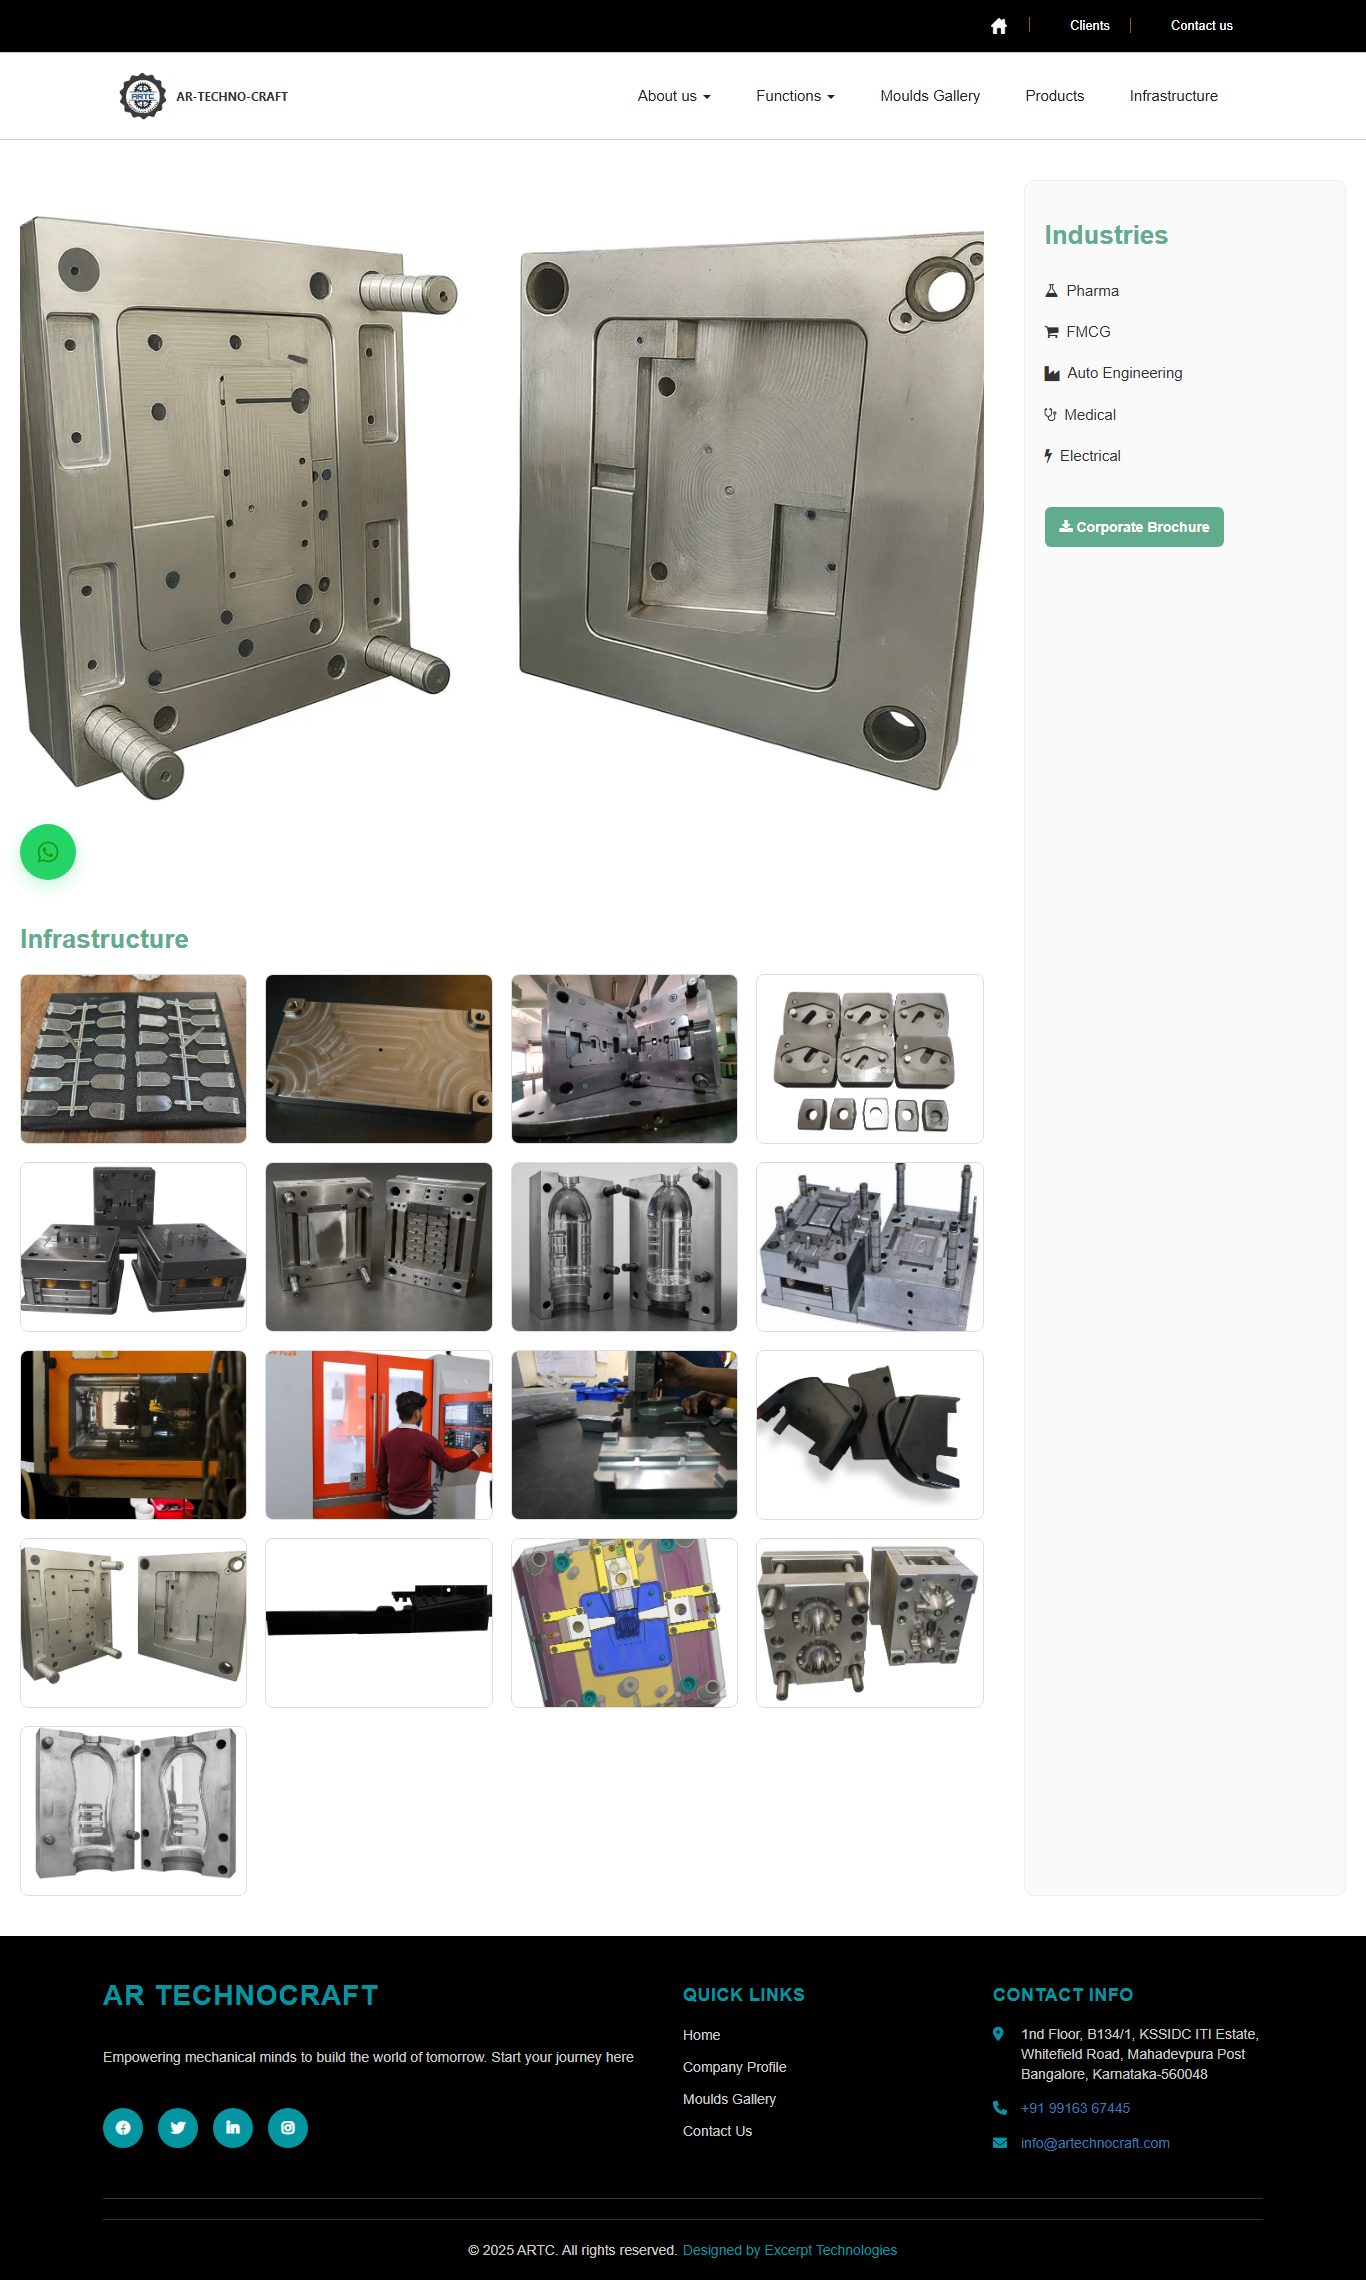 Clients
Contact us
ARTC
AR-TECHNO-CRAFT
About us
Functions
Moulds Gallery
Products
Infrastructure
Industries
Pharma
FMCG
Auto Engineering
Medical
Electrical
Corporate Brochure
Infrastructure
AR TECHNOCRAFT
Empowering mechanical minds to build the world of tomorrow. Start your journey here
QUICK LINKS
Home
Company Profile
Moulds Gallery
Contact Us
CONTACT INFO
1nd Floor, B134/1, KSSIDC ITI Estate,
Whitefield Road, Mahadevpura Post
Bangalore, Karnataka-560048
+91 99163 67445
info@artechnocraft.com
© 2025 ARTC. All rights reserved. Designed by Excerpt Technologies